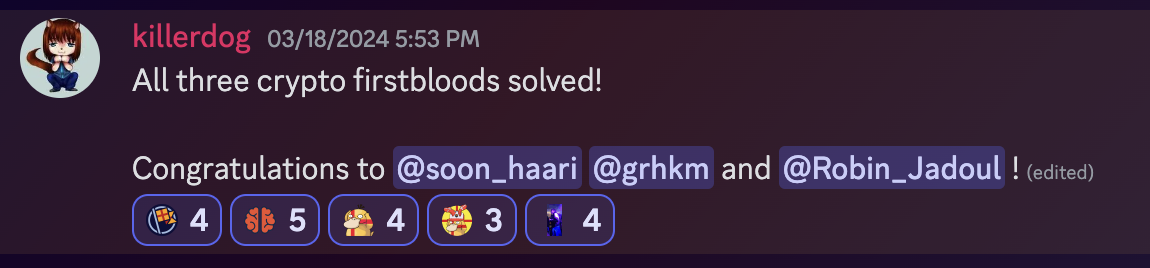 killerdog 03/18/2024 5:53 PM
All three crypto firstbloods solved!
Congratulations to @soon_haari @grhkm and @Robin_Jadoul ! (edited)
4 5 4 3 4